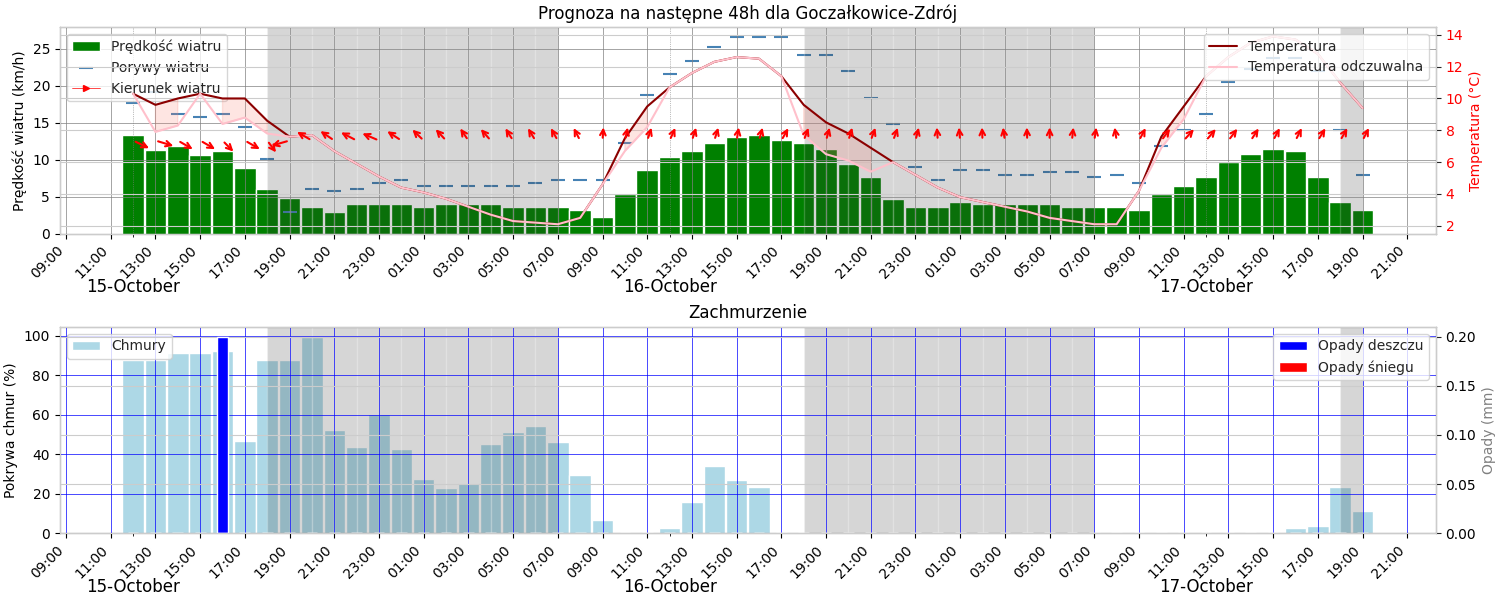 Prognoza na następne 48h dla Goczałkowice-Zdrój
Prędkość wiatru (km/h)
25
20
15
10
5
0
Prędkość wiatru
Porywy wiatru
Kierunek wiatru
Temperatura
Temperatura odczuwalna
14
12
10
8
6
4
2
Temperatura (°C)
09:00 11:00 13:00 15:00 17:00 19:00 21:00 23:00 01:00 03:00 05:00 07:00 09:00 11:00 13:00 15:00 17:00 19:00 21:00 23:00 01:00 03:00 05:00 07:00 09:00 11:00 13:00 15:00 17:00 19:00 21:00
15-October 16-October 17-October
Zachmurzenie
Pokrywa chmur (%)
100
80
60
40
20
0
Chmury
Opady deszczu
Opady śniegu
0.20
0.15
0.10
0.05
0.00
Opady (mm)
09:00 11:00 13:00 15:00 17:00 19:00 21:00 23:00 01:00 03:00 05:00 07:00 09:00 11:00 13:00 15:00 17:00 19:00 21:00 23:00 01:00 03:00 05:00 07:00 09:00 11:00 13:00 15:00 17:00 19:00 21:00
15-October 16-October 17-October